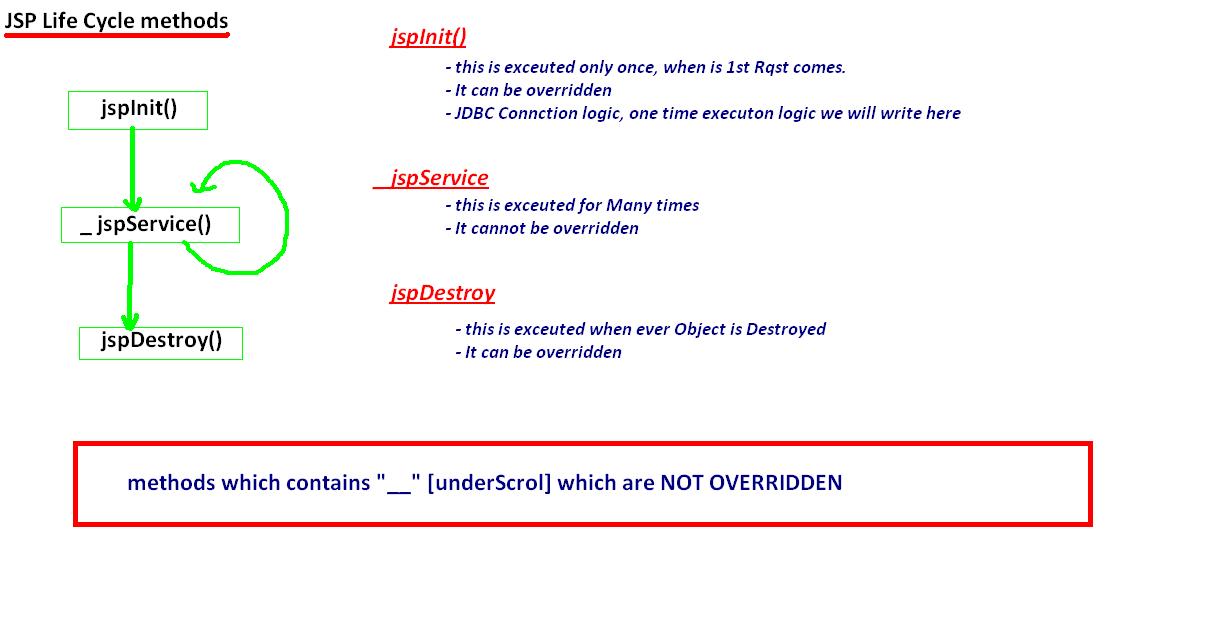 JSP Life Cycle methods
jspInit()
_ jspService()
jspDestroy()
jspInit()
- this is exceuted only once, when is 1st Rqst comes.
- It can be overridden
- JDBC Connction logic, one time executon logic we will write here
_jspService
- this is exceuted for Many times
- It cannot be overridden
jspDestroy
- this is exceuted when ever Object is Destroyed
- It can be overridden
methods which contains "__" [underScrol] which are NOT OVERRIDDEN